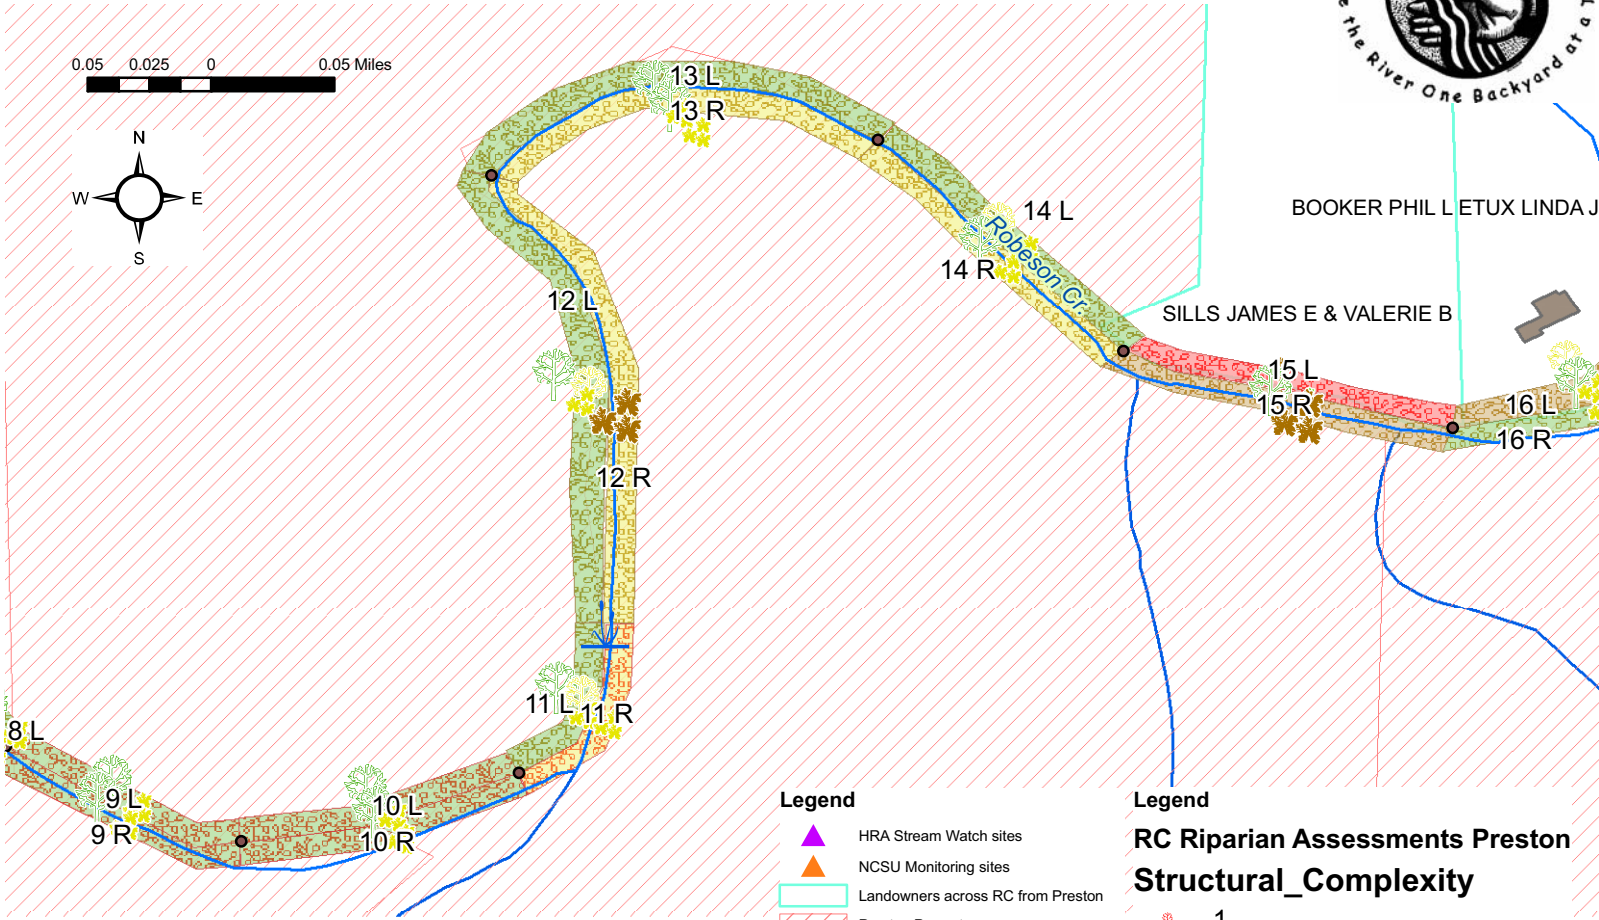 0.05 0.025 0 0.05 Miles
N
W E
S
the River One Backyard at a
13 L
13 R
14 L
14 R
Robeson Cr.
BOOKER PHIL L ETUX LINDA J
SILLS JAMES E & VALERIE B
12 L
12 R
15 L
15 R
16 L
16 R
11 L 11 R
8 L
9 L
9 R
10 L
10 R
Legend
HRA Stream Watch sites
NCSU Monitoring sites
Landowners across RC from Preston
Legend
RC Riparian Assessments Preston
Structural_Complexity
1